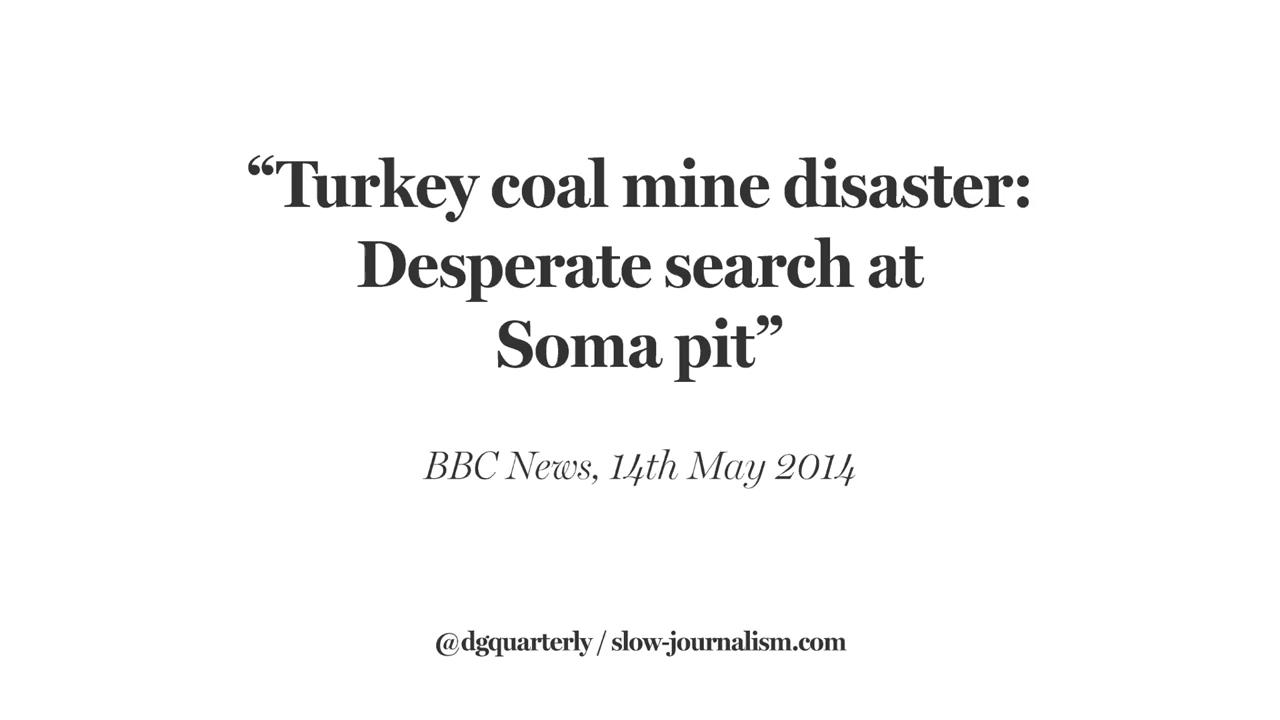 “Turkey coal mine disaster:
Desperate search at
Soma pit”
BBC News, 14th May 2014
@dgquarterly / slow-journalism.com